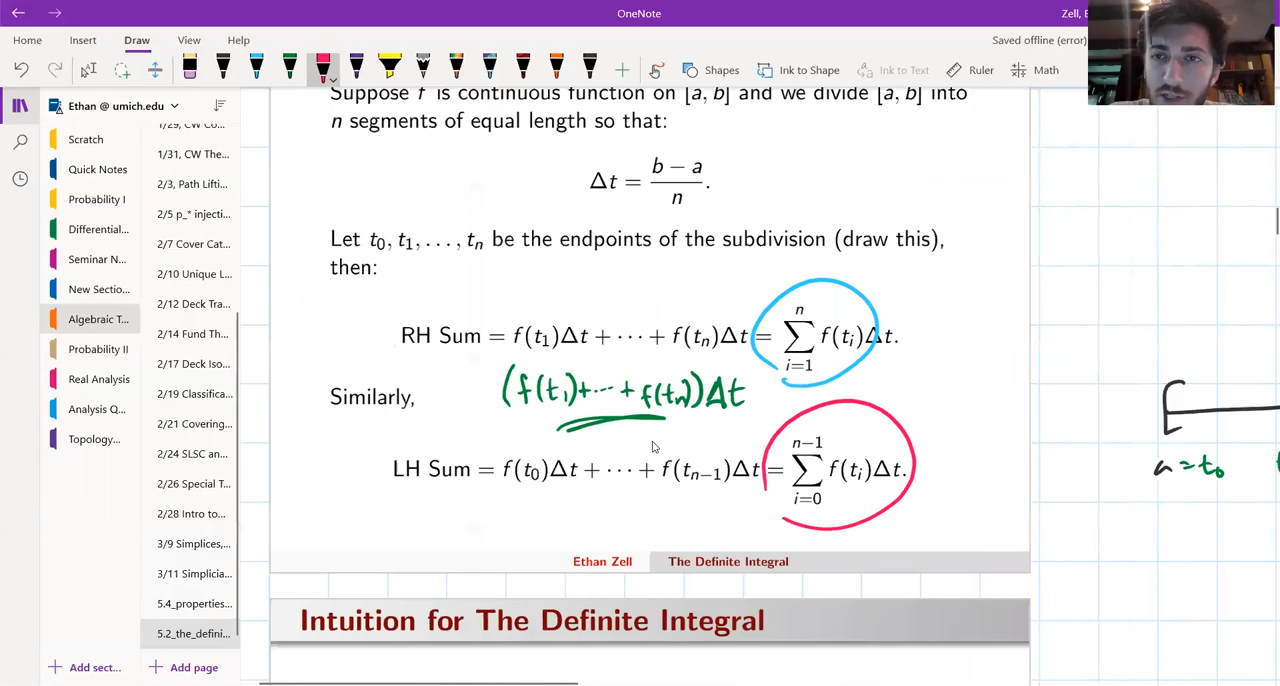 OneNote
Zell, E
Home Insert Draw View Help
Saved offline (error)
Shapes Ink to Shape Ink to Text Ruler Math
Ethan @ umich.edu
Scratch
Quick Notes
Probability I
Differential...
Seminar N...
New Sectio...
Algebraic T...
Probability II
Real Analysis
Analysis Q...
Topology...
Add sect...
1/29, CW Co...
1/31, CW The...
2/3, Path Lifti...
2/5 p_* injecti...
2/7 Cover Cat...
2/10 Unique L...
2/12 Deck Tra...
2/14 Fund Th...
2/17 Deck Iso...
2/19 Classifica...
2/21 Covering...
2/24 SLSC an...
2/26 Special T...
2/28 Intro to...
3/9 Simplices,...
3/11 Simplicia...
5.4_properties...
5.2_the_defini...
Add page
Suppose f is continuous function on [a, b] and we divide [a, b] into
n segments of equal length so that:
Δt = (b − a)/n.
Let t₀, t₁, . . . , tₙ be the endpoints of the subdivision (draw this),
then:
RH Sum = f(t₁)Δt + · · · + f(tₙ)Δt = ∑ⁿᵢ₌₁ f(tᵢ)Δt.
(f(t₁)+···+f(tₙ))Δt
Similarly,
LH Sum = f(t₀)Δt + · · · + f(tₙ₋₁)Δt = ∑ⁿ⁻¹ᵢ₌₀ f(tᵢ)Δt.
Ethan Zell The Definite Integral
Intuition for The Definite Integral
a = t₀